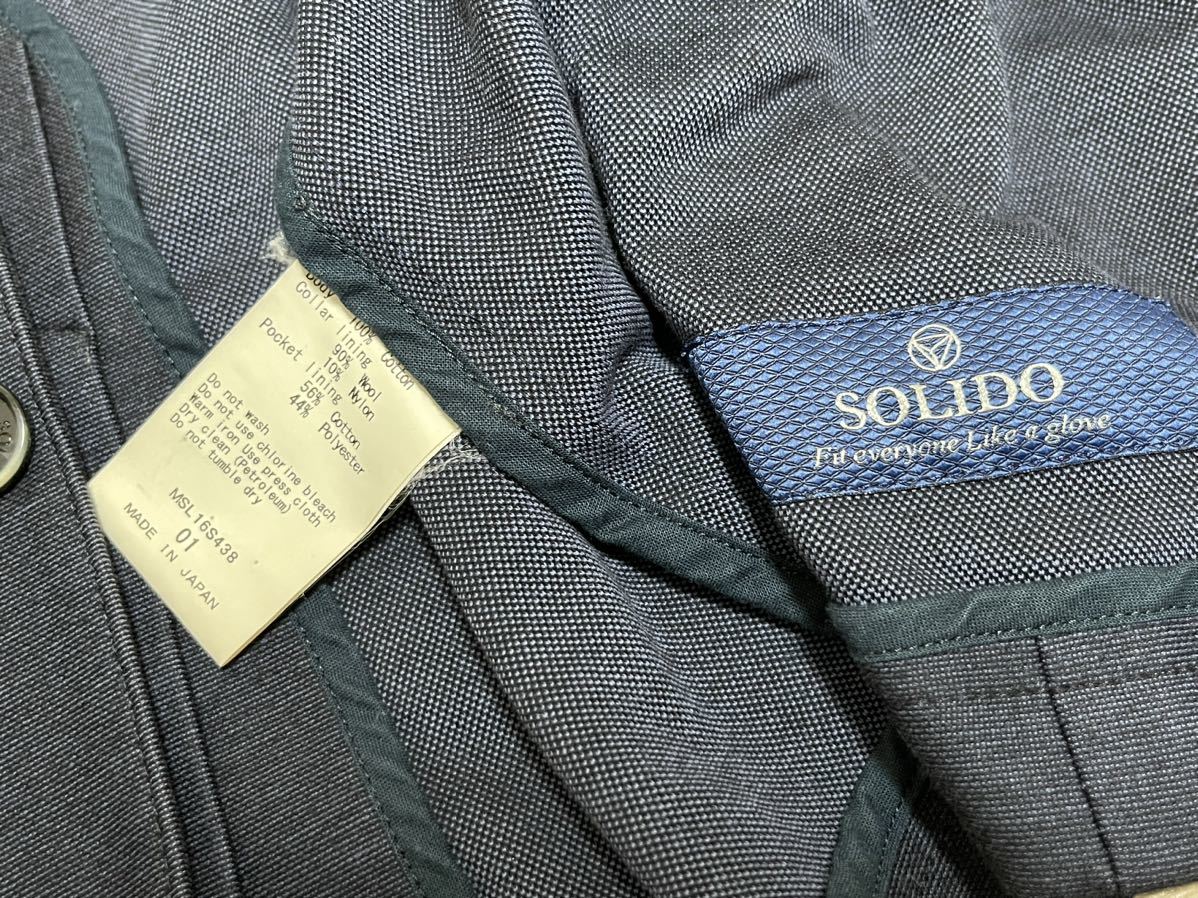 Body
100% Cotton
Collar lining
90% Wool
10% Nylon
Pocket lining
56% Cotton
44% Polyester
Do not wash
Do not use chlorine bleach
Warm iron Use press cloth
Dry clean (Petroleum)
Do not tumble dry
MSL16S438
01
MADE IN JAPAN
SOLIDO
Fit everyone Like a glove